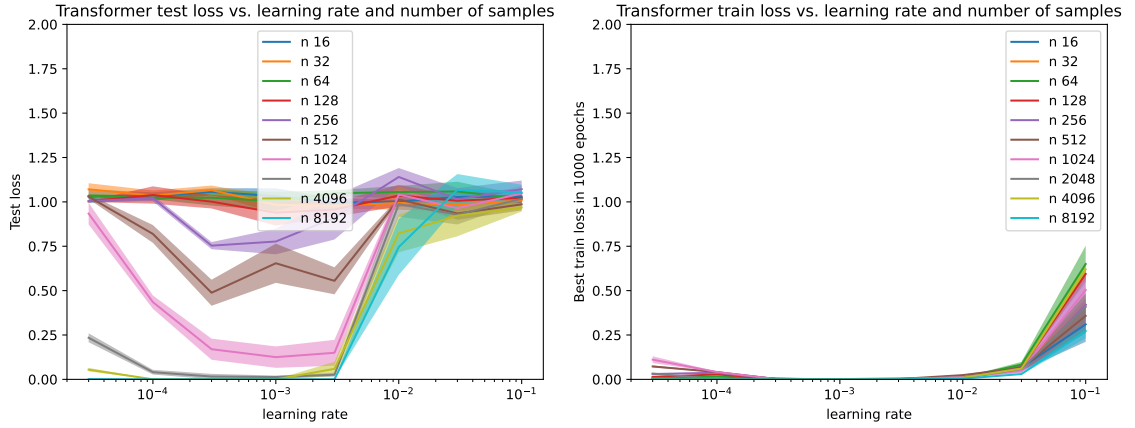 Transformer test loss vs. learning rate and number of samples
2.00
1.75
1.50
1.25
1.00
0.75
0.50
0.25
0.00
Test loss
n 16
n 32
n 64
n 128
n 256
n 512
n 1024
n 2048
n 4096
n 8192
10⁻⁴
10⁻³
10⁻²
10⁻¹
learning rate
Transformer train loss vs. learning rate and number of samples
2.00
1.75
1.50
1.25
1.00
0.75
0.50
0.25
0.00
Best train loss in 1000 epochs
n 16
n 32
n 64
n 128
n 256
n 512
n 1024
n 2048
n 4096
n 8192
10⁻⁴
10⁻³
10⁻²
10⁻¹
learning rate